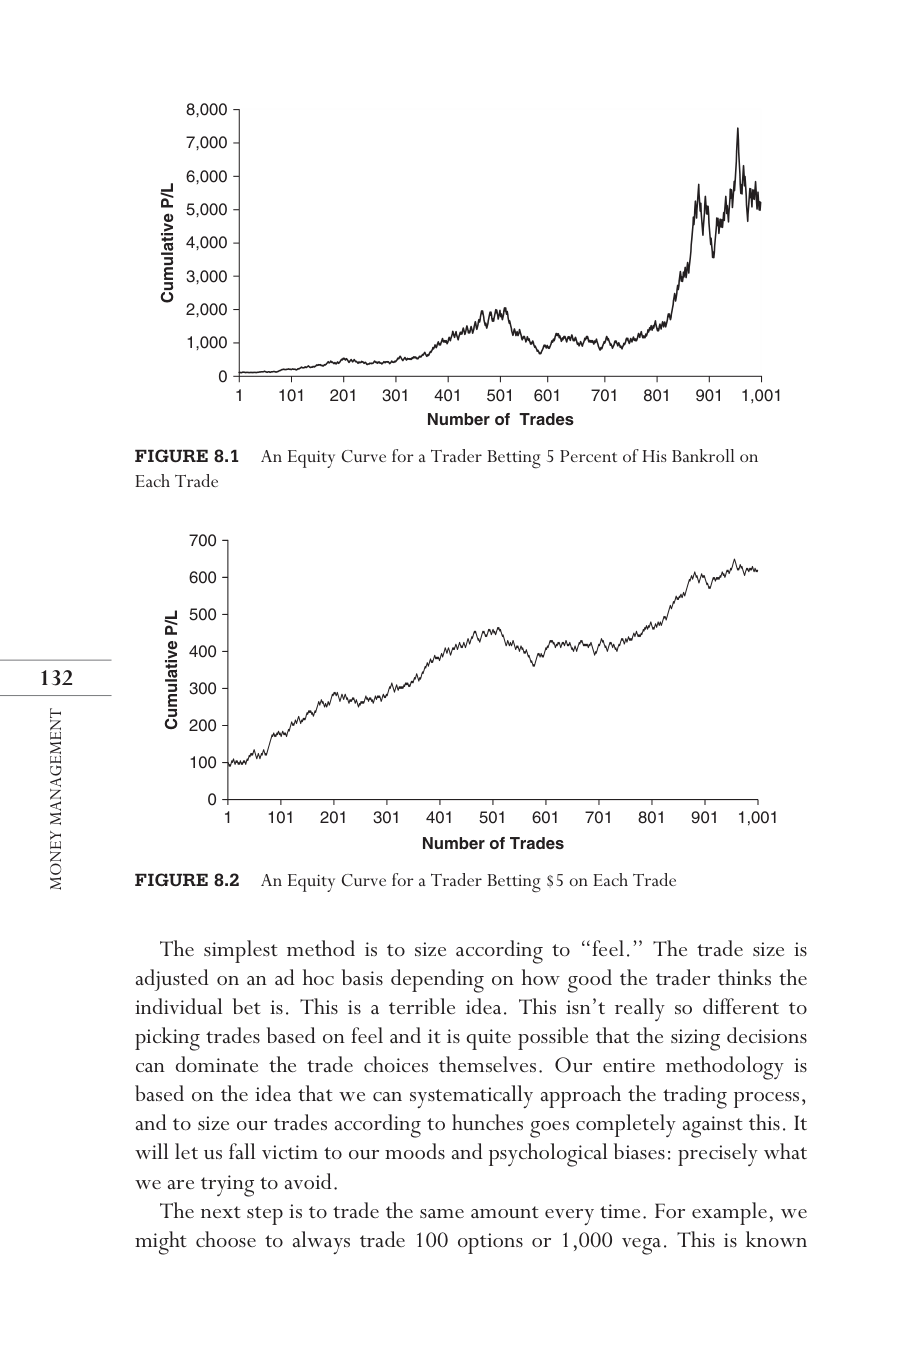 8,000
7,000
6,000
5,000
4,000
3,000
2,000
1,000
0
Cumulative P/L
1 101 201 301 401 501 601 701 801 901 1,001
Number of Trades
FIGURE 8.1 An Equity Curve for a Trader Betting 5 Percent of His Bankroll on
Each Trade
700
600
500
400
300
200
100
0
Cumulative P/L
1 101 201 301 401 501 601 701 801 901 1,001
Number of Trades
FIGURE 8.2 An Equity Curve for a Trader Betting $5 on Each Trade
132
MONEY MANAGEMENT
The simplest method is to size according to “feel.” The trade size is
adjusted on an ad hoc basis depending on how good the trader thinks the
individual bet is. This is a terrible idea. This isn’t really so different to
picking trades based on feel and it is quite possible that the sizing decisions
can dominate the trade choices themselves. Our entire methodology is
based on the idea that we can systematically approach the trading process,
and to size our trades according to hunches goes completely against this. It
will let us fall victim to our moods and psychological biases: precisely what
we are trying to avoid.
The next step is to trade the same amount every time. For example, we
might choose to always trade 100 options or 1,000 vega. This is known